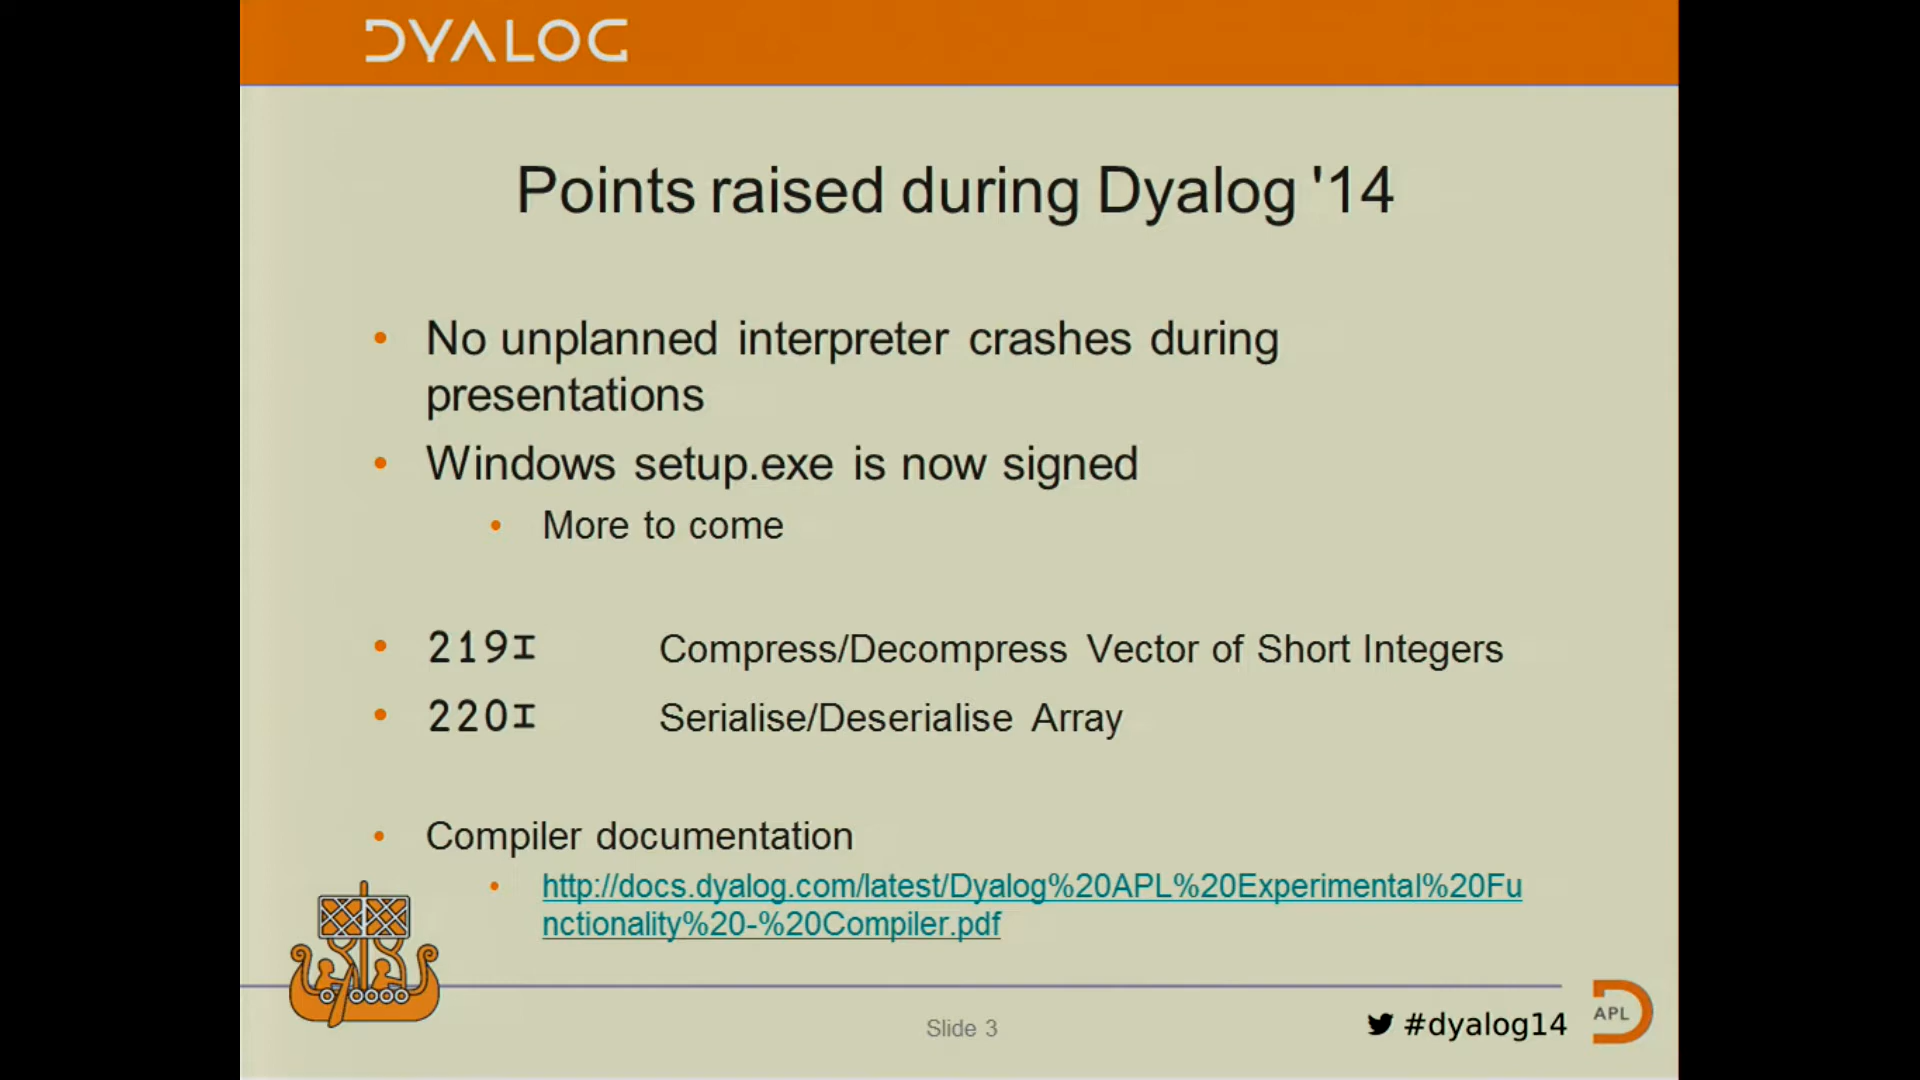 DYALOG
Points raised during Dyalog '14
• No unplanned interpreter crashes during
presentations
• Windows setup.exe is now signed
• More to come
• 219⌶ Compress/Decompress Vector of Short Integers
• 220⌶ Serialise/Deserialise Array
• Compiler documentation
• http://docs.dyalog.com/latest/Dyalog%20APL%20Experimental%20Fu
nctionality%20-%20Compiler.pdf
Slide 3
#dyalog14
APL